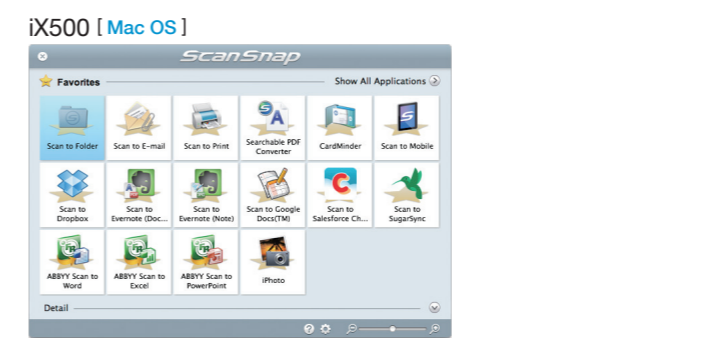 iX500 [ Mac OS ]
ScanSnap
Favorites
Show All Applications
Scan to Folder
Scan to E-mail
Scan to Print
Searchable PDF
Converter
CardMinder
Scan to Mobile
Scan to
Dropbox
Scan to
Evernote (Doc...
Scan to
Evernote (Note)
Scan to Google
Docs(TM)
Scan to
Salesforce Ch...
Scan to
SugarSync
ABBYY Scan to
Word
ABBYY Scan to
Excel
ABBYY Scan to
PowerPoint
iPhoto
Detail